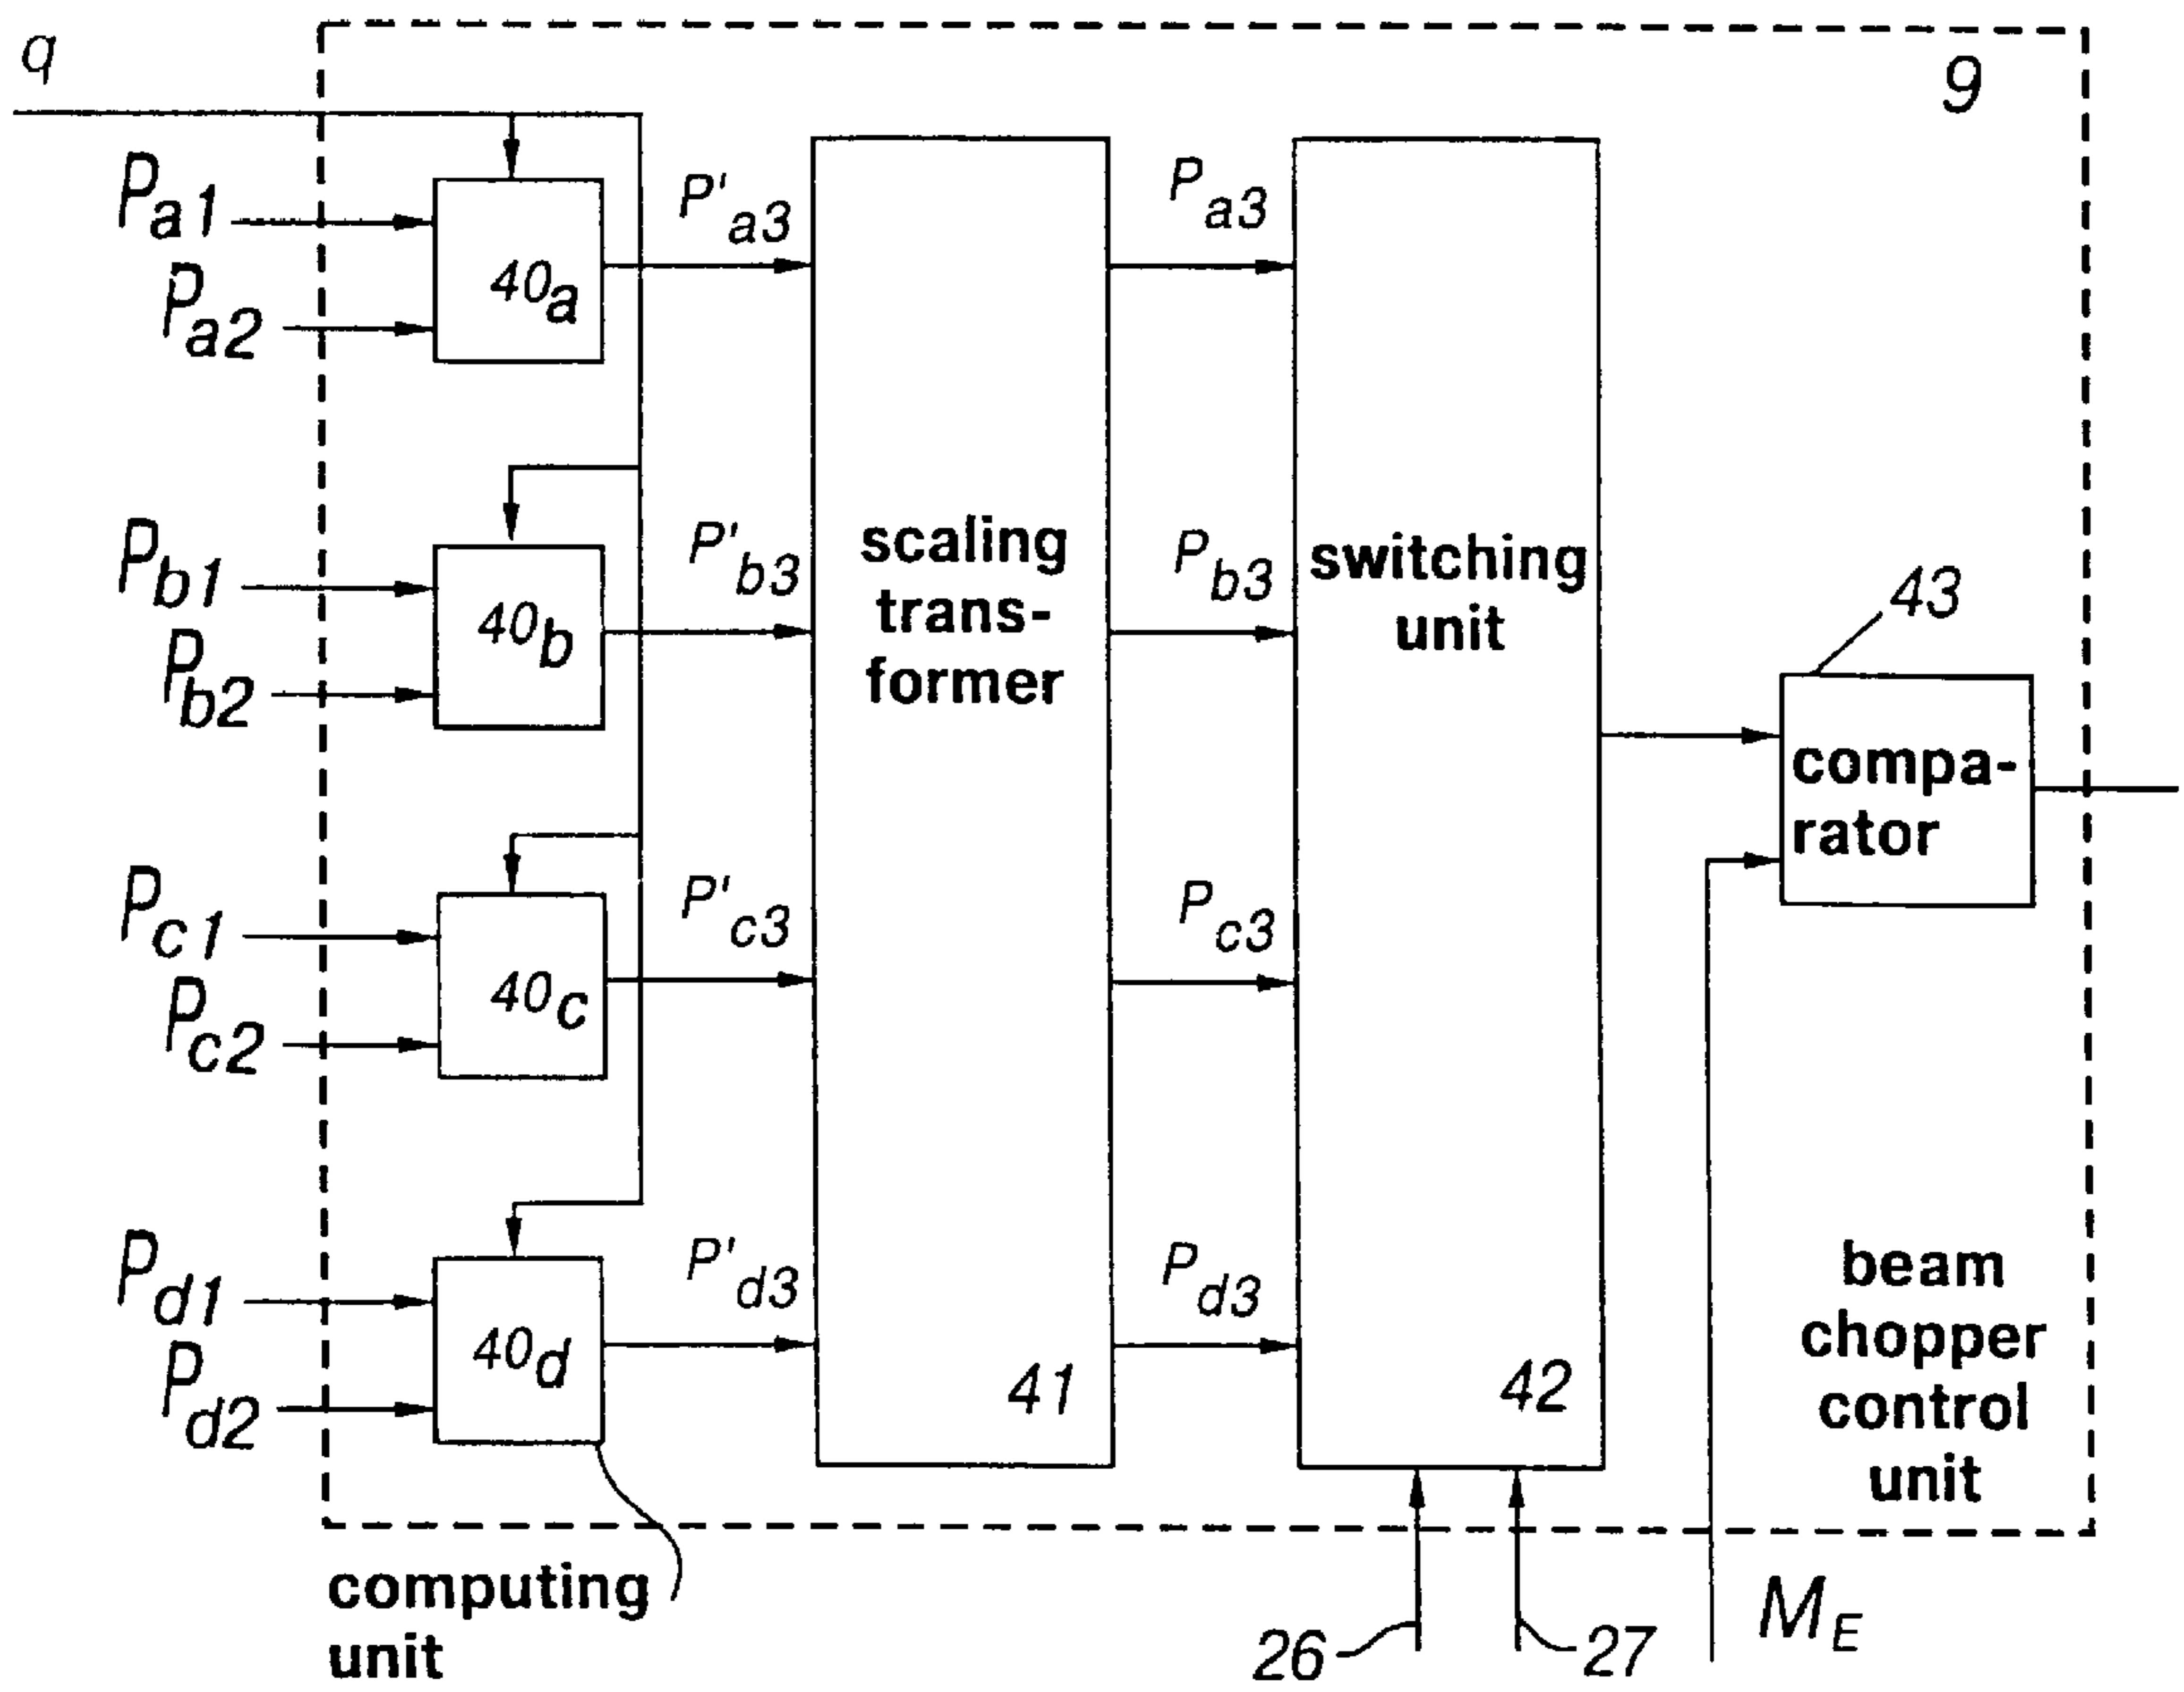 q
9
Pa1
Pa2
40a
P'a3
Pa3
Pb1
Pb2
40b
P'b3
Pb3
scaling
trans-
former
switching
unit
43
compa-
rator
Pc1
Pc2
40c
P'c3
Pc3
Pd1
Pd2
40d
P'd3
Pd3
41
42
beam
chopper
control
unit
computing
unit
26
27
ME